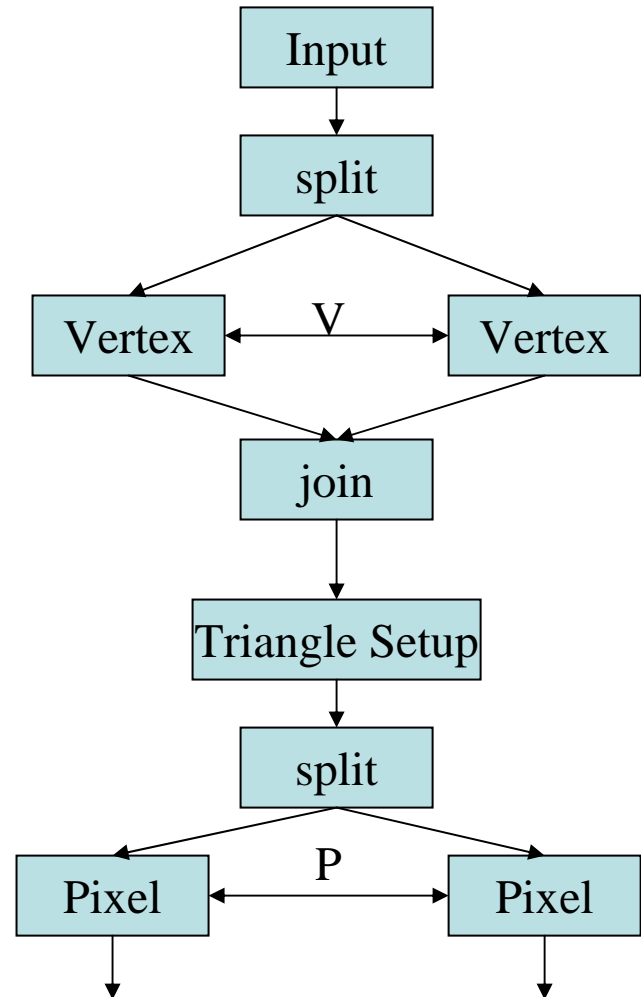 Input
split
Vertex
V
Vertex
join
Triangle Setup
split
Pixel
P
Pixel